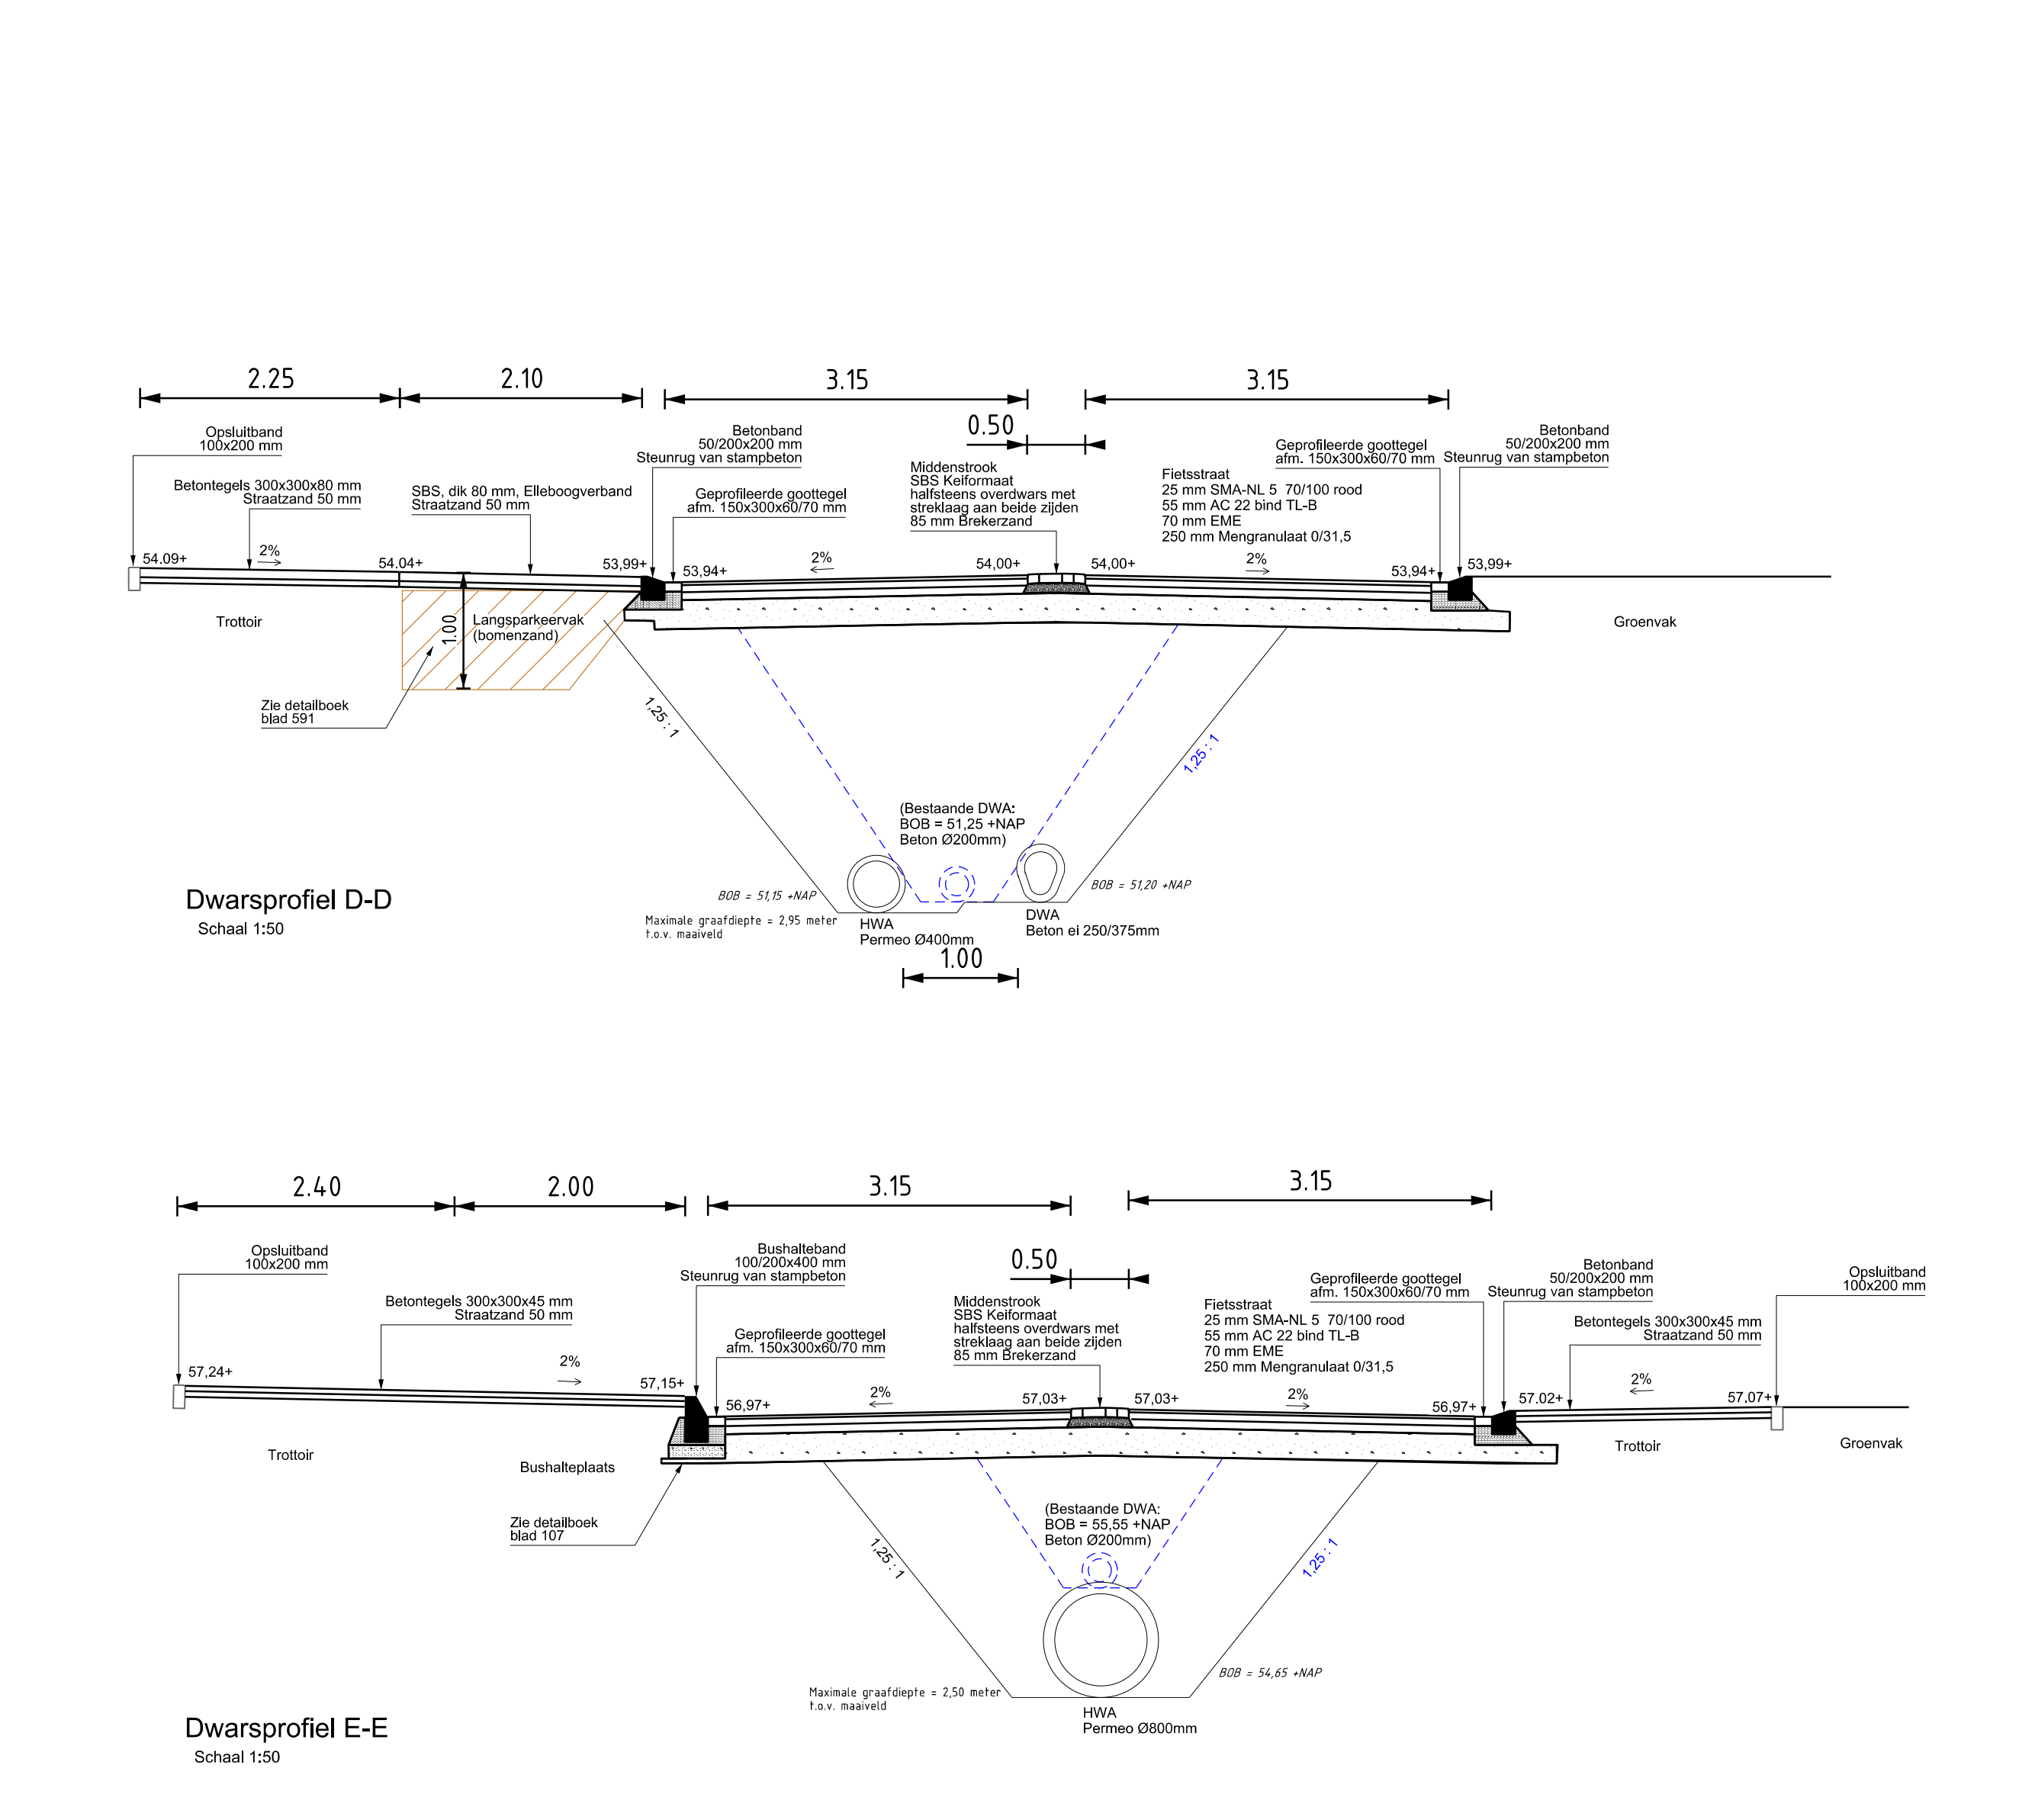 2.25
2.10
3.15
3.15
0.50
Opsluitband
100x200 mm
Betontegels 300x300x80 mm
Straatzand 50 mm
SBS, dik 80 mm, Elleboogverband
Straatzand 50 mm
Betonband
50/200x200 mm
Steunrug van stampbeton
Geprofileerde goottegel
afm. 150x300x60/70 mm
Middenstrook
SBS Keiformaat
halfsteens overdwars met
streklaag aan beide zijden
85 mm Brekerzand
Fietsstraat
25 mm SMA-NL 5  70/100 rood
55 mm AC 22 bind TL-B
70 mm EME
250 mm Mengranulaat 0/31,5
Geprofileerde goottegel
afm. 150x300x60/70 mm
Betonband
50/200x200 mm
Steunrug van stampbeton
54.09+
2%
54.04+
53,99+
53,94+
2%
54,00+
54,00+
2%
53,94+
53,99+
Trottoir
1.00
Langsparkeervak
(bomenzand)
Groenvak
Zie detailboek
blad 591
1,25 : 1
1,25 : 1
(Bestaande DWA:
BOB = 51,25 +NAP
Beton Ø200mm)
BOB = 51,15 +NAP
BOB = 51,20 +NAP
Maximale graafdiepte = 2,95 meter
t.o.v. maaiveld
HWA
Permeo Ø400mm
DWA
Beton ei 250/375mm
1.00
Dwarsprofiel D-D
Schaal 1:50
2.40
2.00
3.15
3.15
0.50
Opsluitband
100x200 mm
Betontegels 300x300x45 mm
Straatzand 50 mm
Bushalteband
100/200x400 mm
Steunrug van stampbeton
Geprofileerde goottegel
afm. 150x300x60/70 mm
Middenstrook
SBS Keiformaat
halfsteens overdwars met
streklaag aan beide zijden
85 mm Brekerzand
Fietsstraat
25 mm SMA-NL 5  70/100 rood
55 mm AC 22 bind TL-B
70 mm EME
250 mm Mengranulaat 0/31,5
Geprofileerde goottegel
afm. 150x300x60/70 mm
Betonband
50/200x200 mm
Steunrug van stampbeton
Betontegels 300x300x45 mm
Straatzand 50 mm
Opsluitband
100x200 mm
57,24+
2%
57,15+
56,97+
2%
57,03+
57,03+
2%
56,97+
57.02+
2%
57.07+
Trottoir
Bushalteplaats
Trottoir
Groenvak
Zie detailboek
blad 107
1,25 : 1
1,25 : 1
(Bestaande DWA:
BOB = 55,55 +NAP
Beton Ø200mm)
BOB = 54,65 +NAP
Maximale graafdiepte = 2,50 meter
t.o.v. maaiveld
HWA
Permeo Ø800mm
Dwarsprofiel E-E
Schaal 1:50